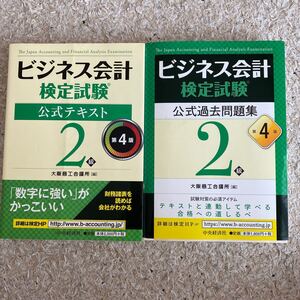 The Japan Accounting and Financial Analysis Examination
ビジネス会計
検定試験
公式テキスト
2級
第4版
大阪商工会議所 [編]
「数字に強い」が
かっこいい
財務諸表を
読めば
会社がわかる
詳細は検定HP
https://www.b-accounting.jp/
中央経済社
The Japan Accounting and Financial Analysis Examination
ビジネス会計
検定試験
公式過去問題集
2級
第4版
大阪商工会議所 [編]
試験対策の必須アイテム
テキストと連動して学べる
合格への道しるべ
詳細は検定HP
https://www.b-accounting.jp/
中央経済社